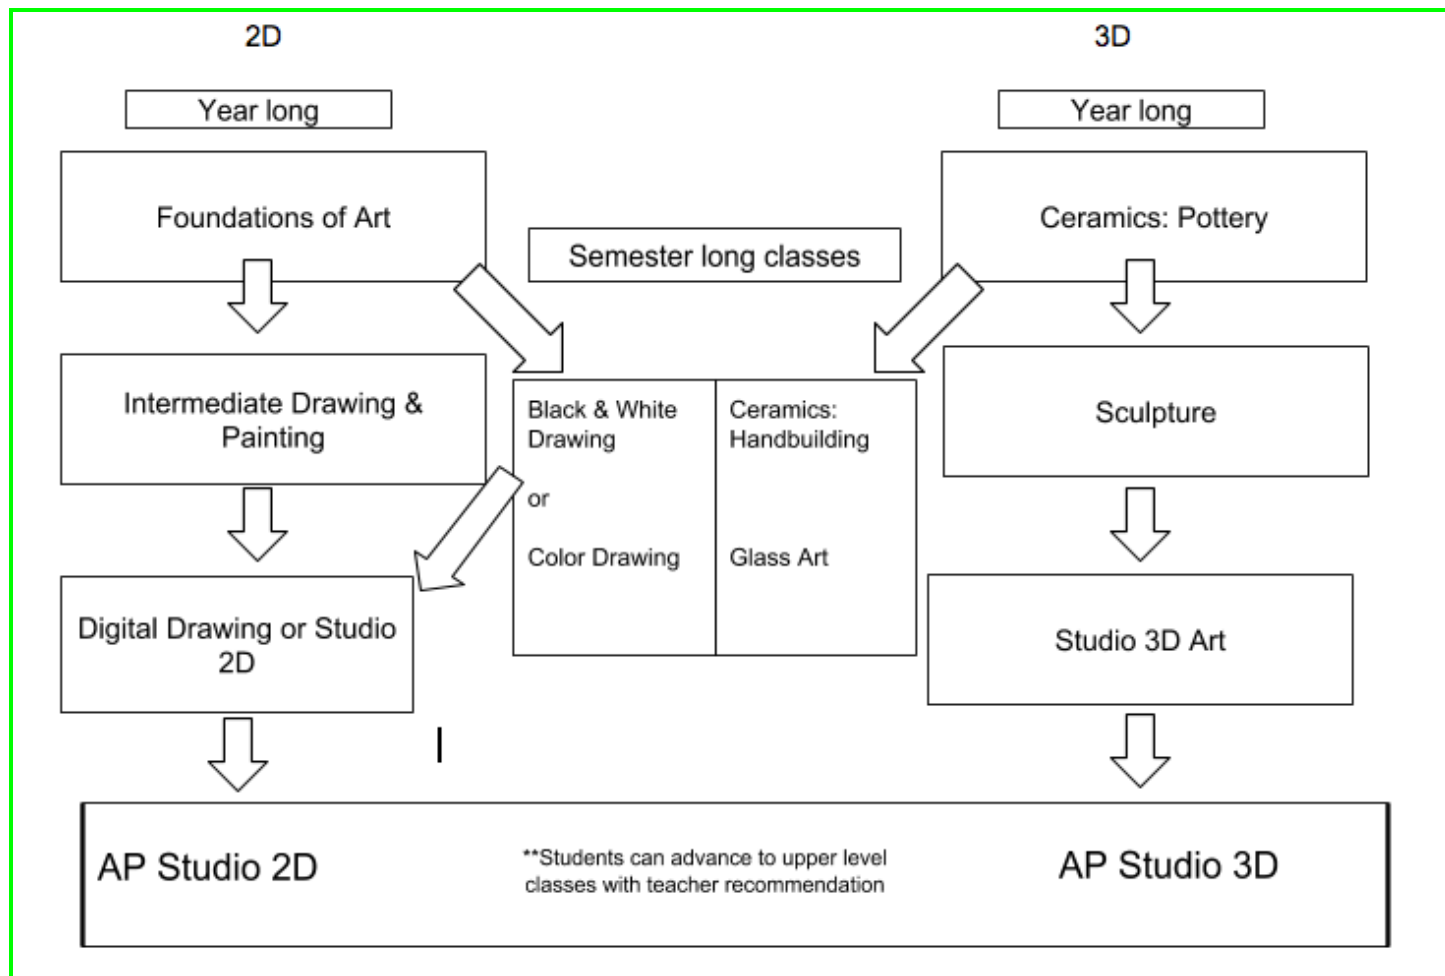 2D
3D
Year long
Year long
Foundations of Art
Ceramics: Pottery
Semester long classes
Intermediate Drawing &
Painting
Black & White
Drawing
or
Color Drawing
Ceramics:
Handbuilding
Glass Art
Sculpture
Digital Drawing or Studio
2D
Studio 3D Art
AP Studio 2D
**Students can advance to upper level
classes with teacher recommendation
AP Studio 3D